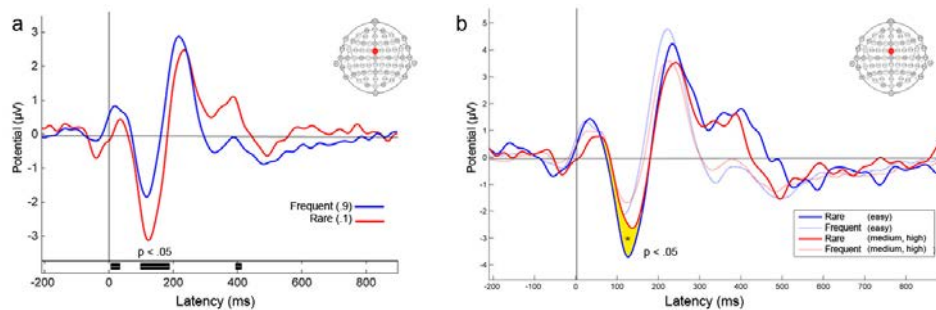 a
3
2
1
0
-1
-2
-3
Potential (µV)
Frequent (.9)
Rare (.1)
p < .05
-200 0 200 400 600 800
Latency (ms)
b
5
4
3
2
1
0
-1
-2
-3
-4
Potential (µV)
Rare (easy)
Frequent (easy)
Rare (medium, high)
Frequent (medium, high)
*
p < .05
-200 -100 0 100 200 300 400 500 600 700 800
Latency (ms)